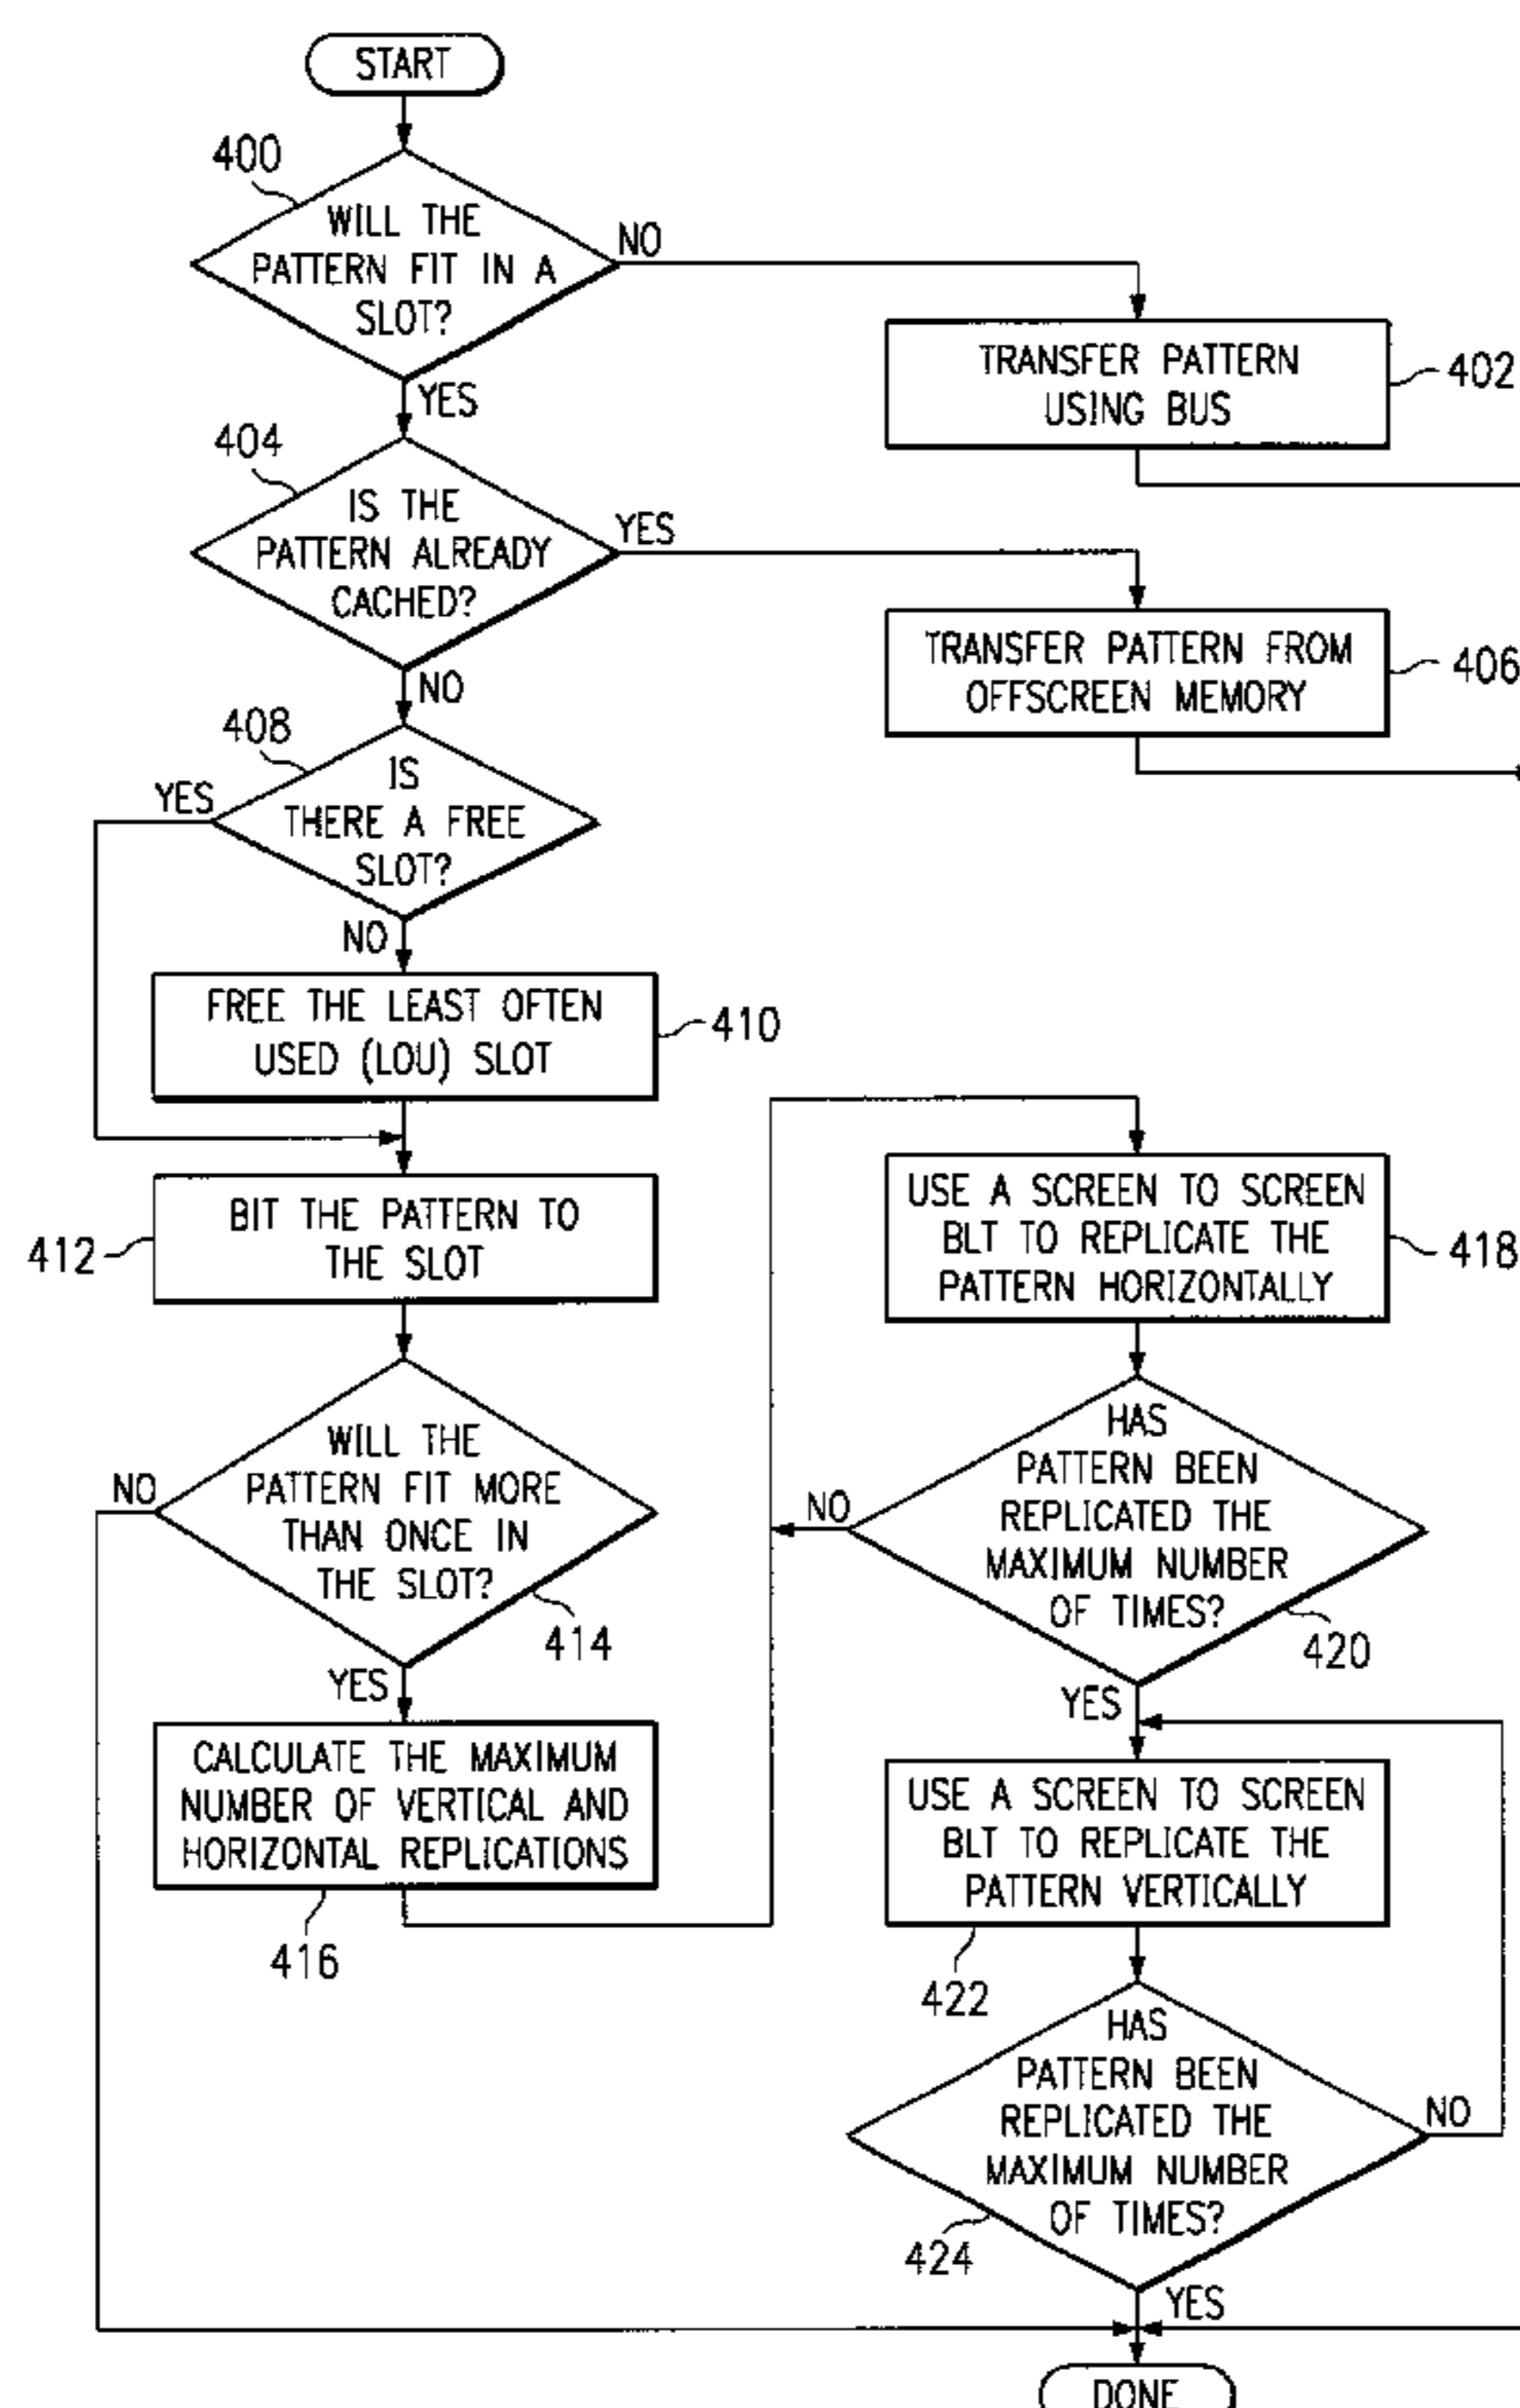 START
400
WILL THE
PATTERN FIT IN A
SLOT?
NO
YES
TRANSFER PATTERN
USING BUS
402
404
IS THE
PATTERN ALREADY
CACHED?
YES
NO
TRANSFER PATTERN FROM
OFFSCREEN MEMORY
406
408
IS
THERE A FREE
SLOT?
YES
NO
FREE THE LEAST OFTEN
USED (LOU) SLOT
410
BIT THE PATTERN TO
THE SLOT
412
WILL THE
PATTERN FIT MORE
THAN ONCE IN
THE SLOT?
NO
414
YES
CALCULATE THE MAXIMUM
NUMBER OF VERTICAL AND
HORIZONTAL REPLICATIONS
416
USE A SCREEN TO SCREEN
BLT TO REPLICATE THE
PATTERN HORIZONTALLY
418
HAS
PATTERN BEEN
REPLICATED THE
MAXIMUM NUMBER
OF TIMES?
NO
420
YES
USE A SCREEN TO SCREEN
BLT TO REPLICATE THE
PATTERN VERTICALLY
422
HAS
PATTERN BEEN
REPLICATED THE
MAXIMUM NUMBER
OF TIMES?
NO
424
YES
DONE